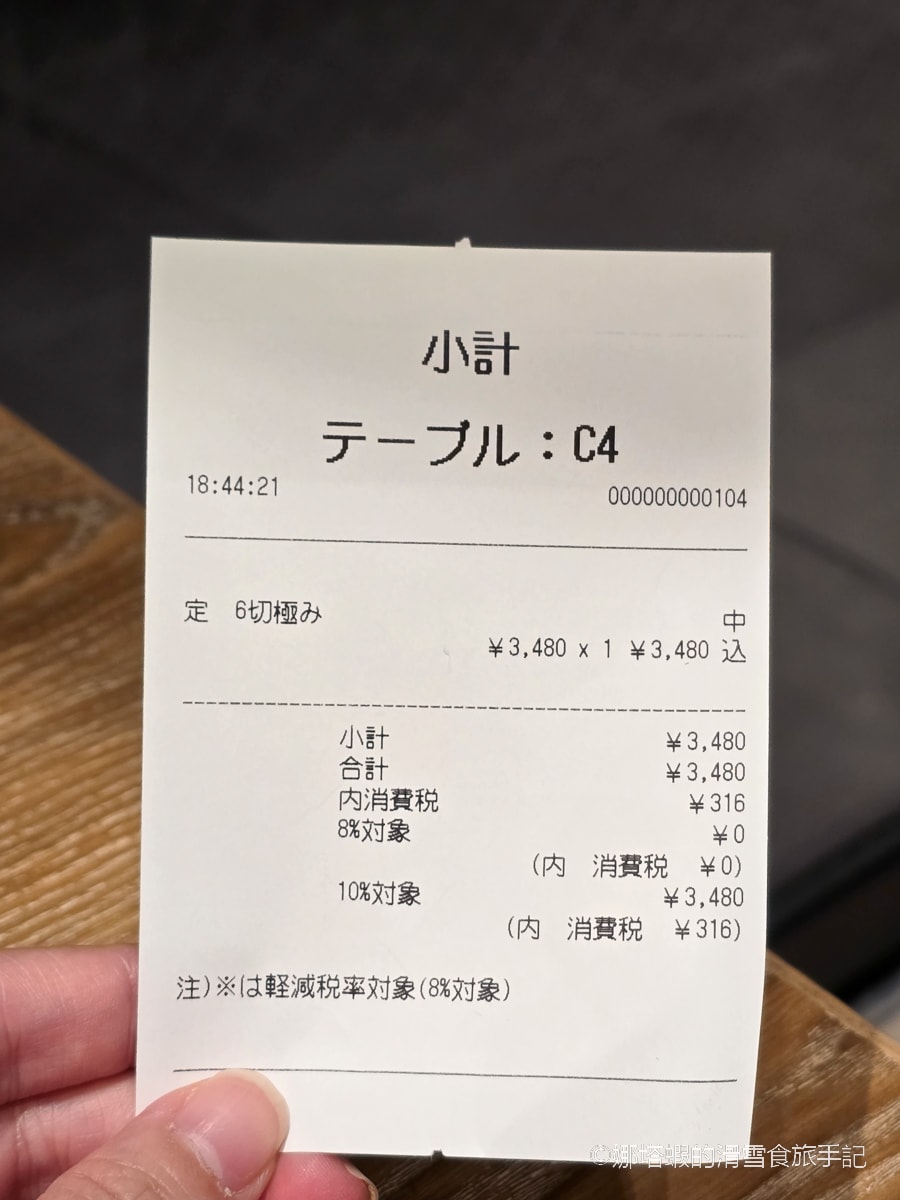 小計
テーブル：C4
18:44:21 000000000104
定 6切極み 中
¥3,480 x 1 ¥3,480 込
小計 ¥3,480
合計 ¥3,480
内消費税 ¥316
8%対象 ¥0
(内 消費税 ¥0)
10%対象 ¥3,480
(内 消費税 ¥316)
注)※は軽減税率対象(8%対象)
©娜塔蝦的滑雪食旅手記